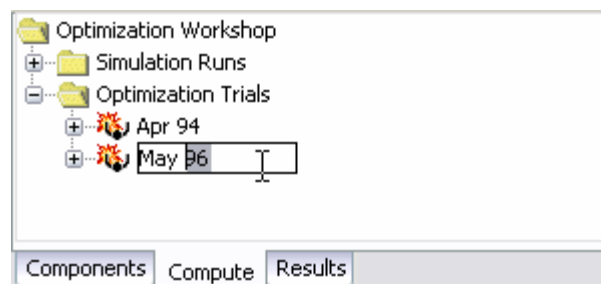 Optimization Workshop
Simulation Runs
Optimization Trials
Apr 94
May 96
Components Compute Results